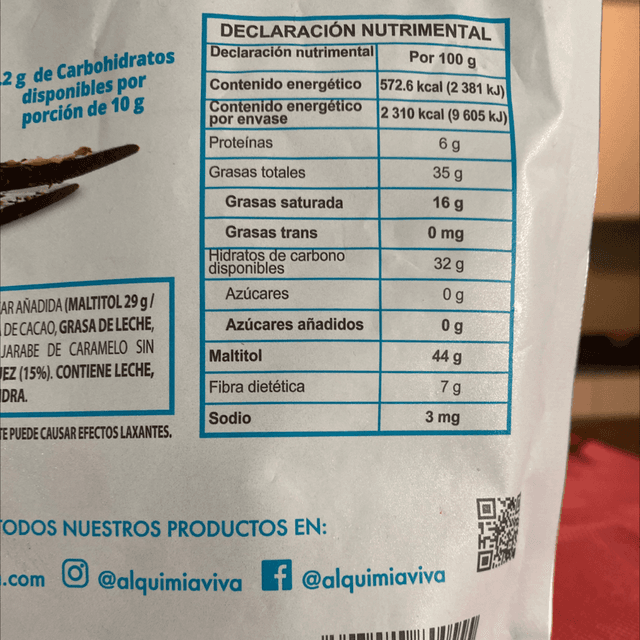 DECLARACIÓN NUTRIMENTAL
Declaración nutrimental Por 100 g
Contenido energético 572.6 kcal (2 381 kJ)
Contenido energético
por envase 2 310 kcal (9 605 kJ)
Proteínas 6 g
Grasas totales 35 g
Grasas saturada 16 g
Grasas trans 0 mg
Hidratos de carbono
disponibles 32 g
Azúcares 0 g
Azúcares añadidos 0 g
Maltitol 44 g
Fibra dietética 7 g
Sodio 3 mg
.2 g de Carbohidratos
disponibles por
porción de 10 g
AR AÑADIDA (MALTITOL 29 g /
DE CACAO, GRASA DE LECHE,
JARABE DE CARAMELO SIN
EZ (15%). CONTIENE LECHE,
DRA.
TE PUEDE CAUSAR EFECTOS LAXANTES.
TODOS NUESTROS PRODUCTOS EN:
.com @alquimiaviva @alquimiaviva